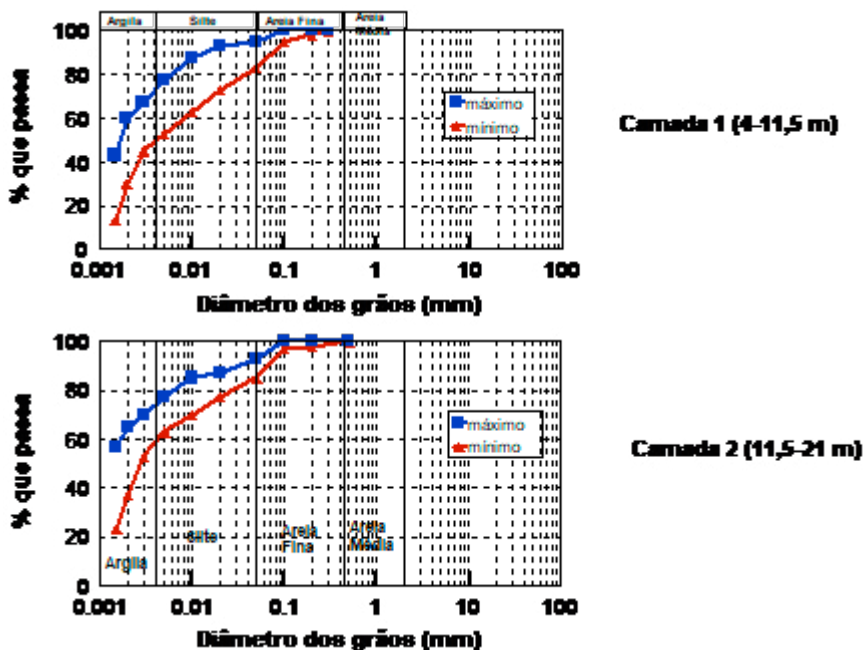 Argila Silte Areia Fina Areia média
100
80
60
40
20
0
% que passa
máximo
mínimo
Camada 1 (4-11,5 m)
0.001 0.01 0.1 1 10 100
Diâmetro dos grãos (mm)
100
80
60
40
20
0
% que passa
máximo
mínimo
Camada 2 (11,5-21 m)
Argila Silte Areia Fina Areia Média
0.001 0.01 0.1 1 10 100
Diâmetro dos grãos (mm)